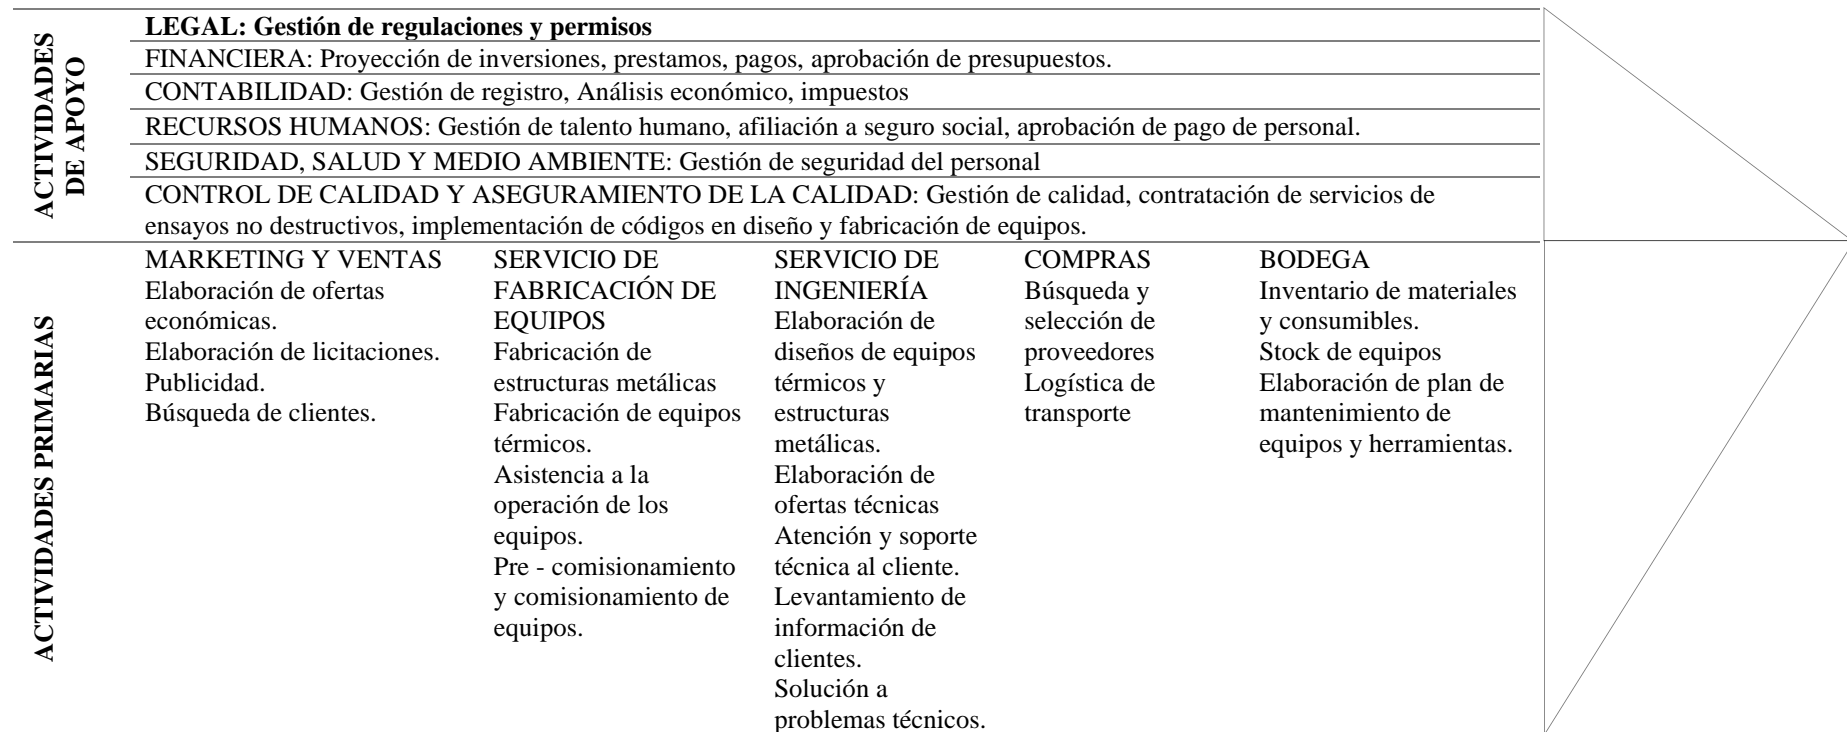 ACTIVIDADES
DE APOYO
LEGAL: Gestión de regulaciones y permisos
FINANCIERA: Proyección de inversiones, prestamos, pagos, aprobación de presupuestos.
CONTABILIDAD: Gestión de registro, Análisis económico, impuestos
RECURSOS HUMANOS: Gestión de talento humano, afiliación a seguro social, aprobación de pago de personal.
SEGURIDAD, SALUD Y MEDIO AMBIENTE: Gestión de seguridad del personal
CONTROL DE CALIDAD Y ASEGURAMIENTO DE LA CALIDAD: Gestión de calidad, contratación de servicios de
ensayos no destructivos, implementación de códigos en diseño y fabricación de equipos.
ACTIVIDADES PRIMARIAS
MARKETING Y VENTAS
Elaboración de ofertas
económicas.
Elaboración de licitaciones.
Publicidad.
Búsqueda de clientes.
SERVICIO DE
FABRICACIÓN DE
EQUIPOS
Fabricación de
estructuras metálicas
Fabricación de equipos
térmicos.
Asistencia a la
operación de los
equipos.
Pre - comisionamiento
y comisionamiento de
equipos.
SERVICIO DE
INGENIERÍA
Elaboración de
diseños de equipos
térmicos y
estructuras
metálicas.
Elaboración de
ofertas técnicas
Atención y soporte
técnica al cliente.
Levantamiento de
información de
clientes.
Solución a
problemas técnicos.
COMPRAS
Búsqueda y
selección de
proveedores
Logística de
transporte
BODEGA
Inventario de materiales
y consumibles.
Stock de equipos
Elaboración de plan de
mantenimiento de
equipos y herramientas.